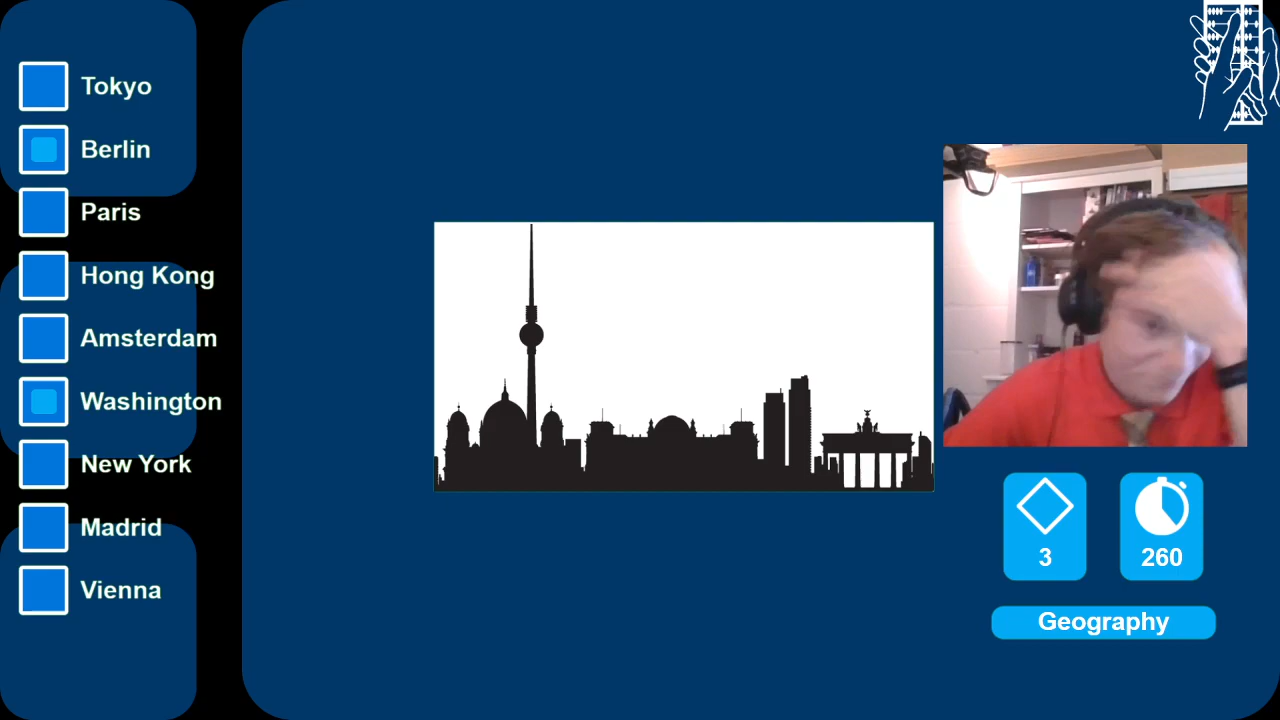 Tokyo
Berlin
Paris
Hong Kong
Amsterdam
Washington
New York
Madrid
Vienna
3
260
Geography